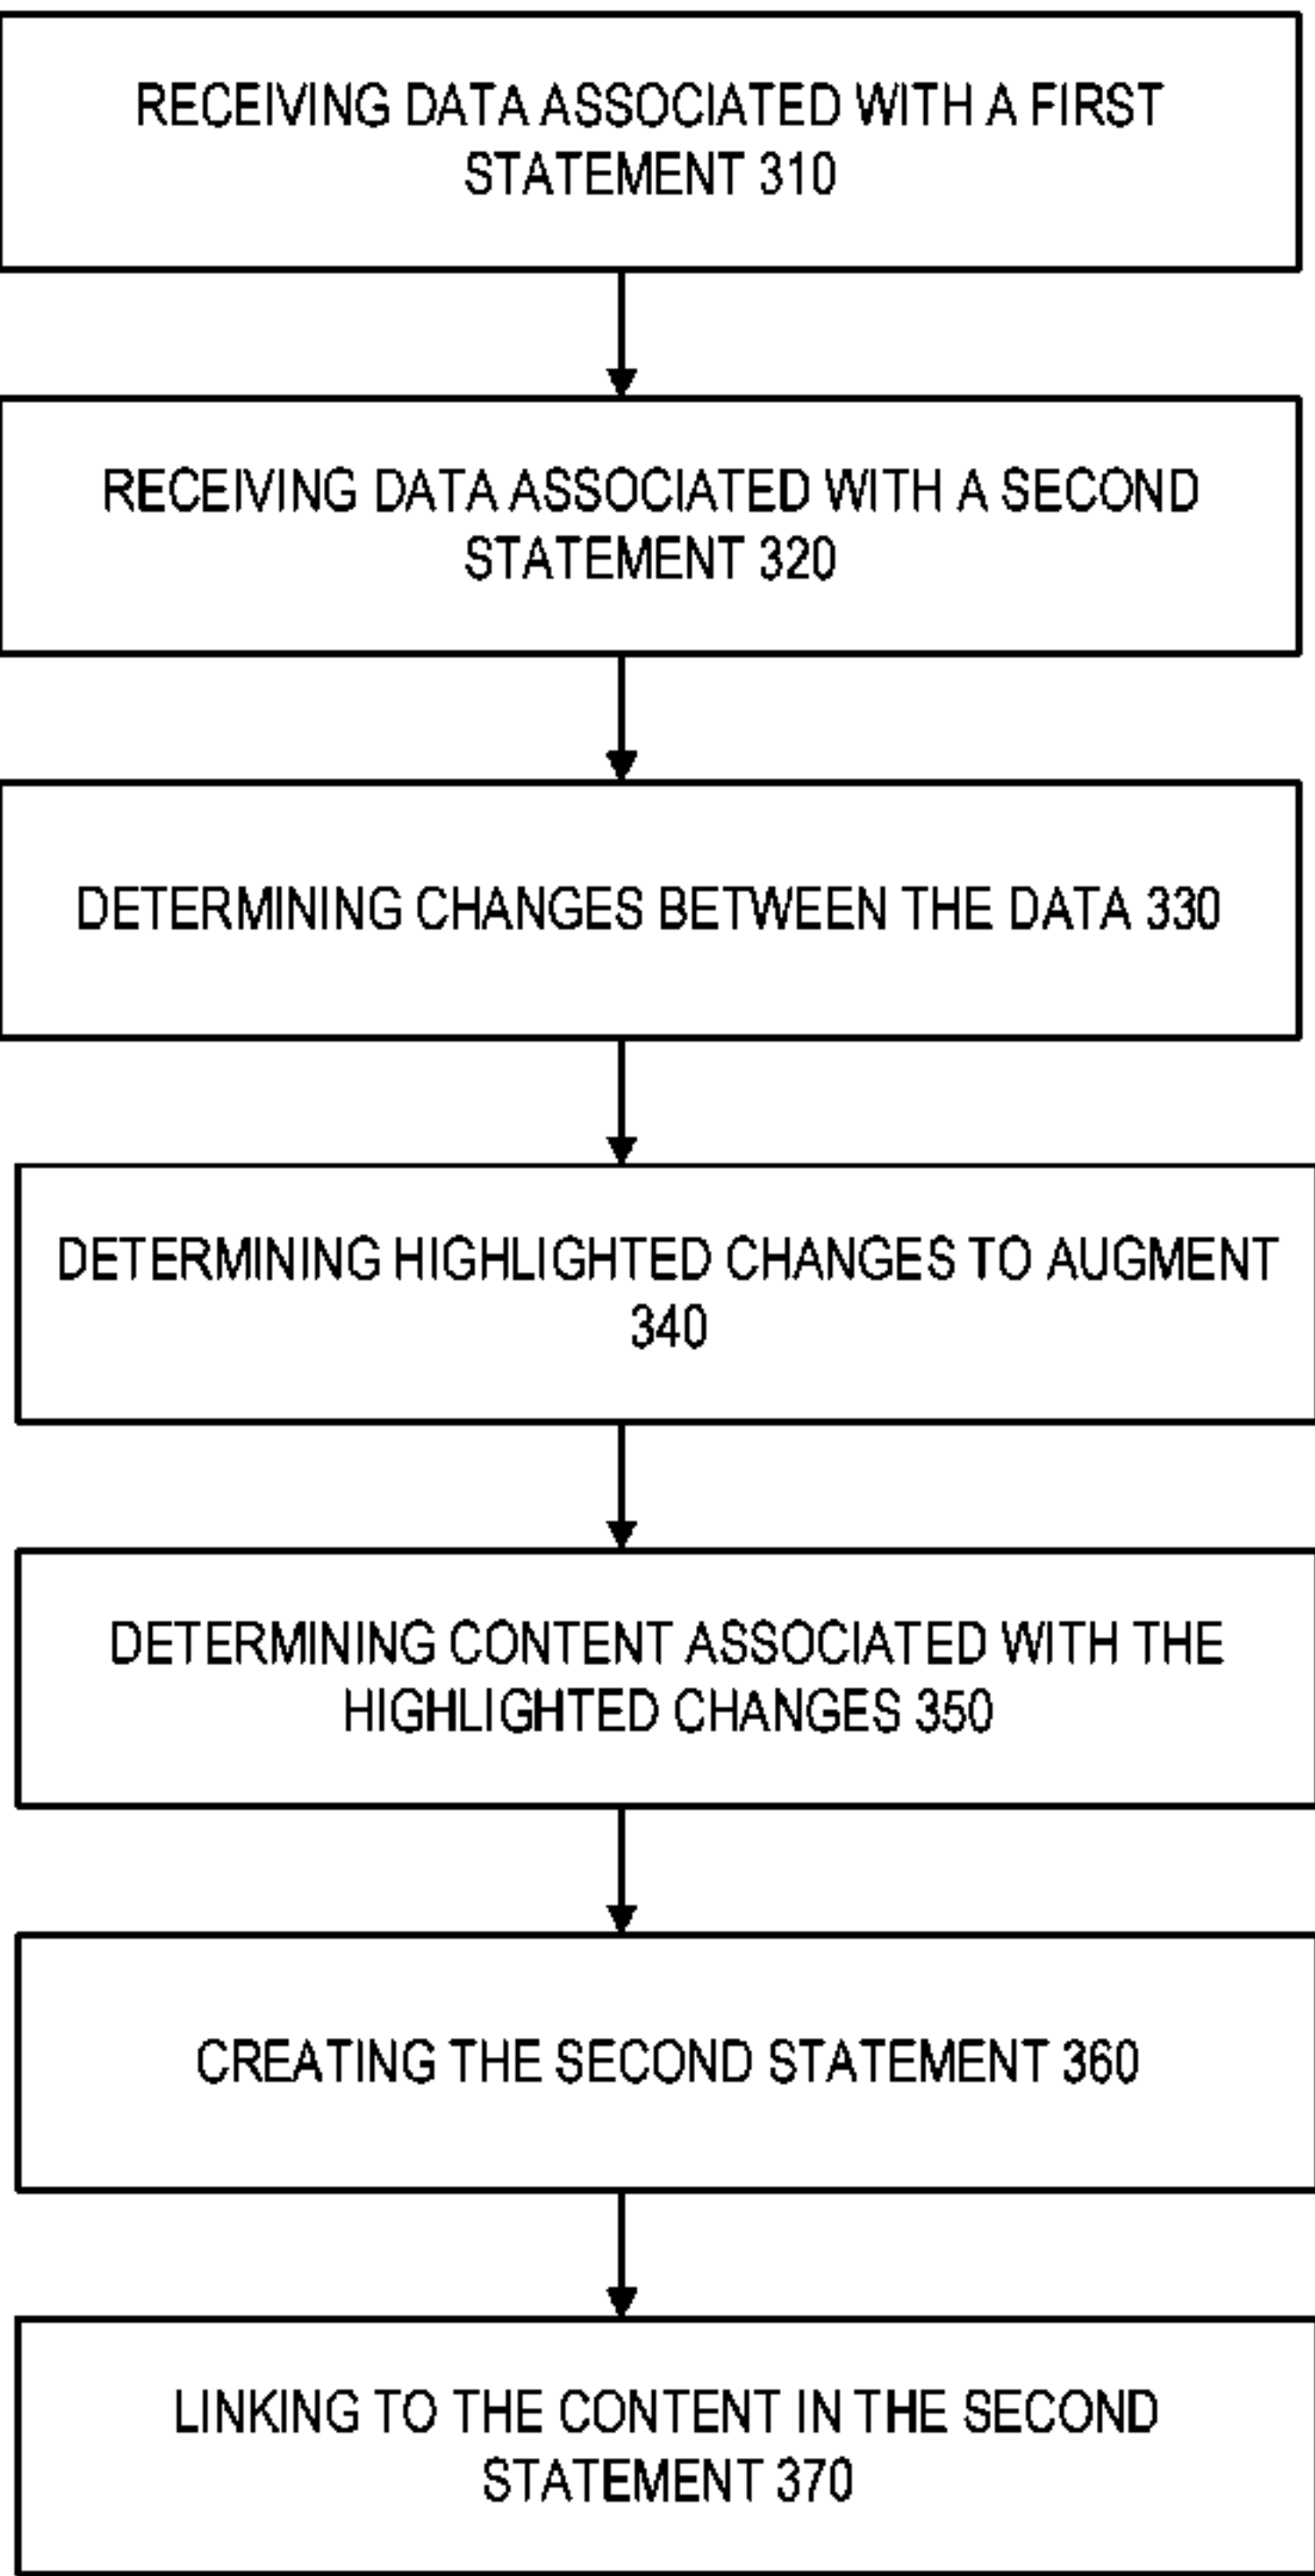 RECEIVING DATA ASSOCIATED WITH A FIRST
STATEMENT 310
RECEIVING DATA ASSOCIATED WITH A SECOND
STATEMENT 320
DETERMINING CHANGES BETWEEN THE DATA 330
DETERMINING HIGHLIGHTED CHANGES TO AUGMENT
340
DETERMINING CONTENT ASSOCIATED WITH THE
HIGHLIGHTED CHANGES 350
CREATING THE SECOND STATEMENT 360
LINKING TO THE CONTENT IN THE SECOND
STATEMENT 370